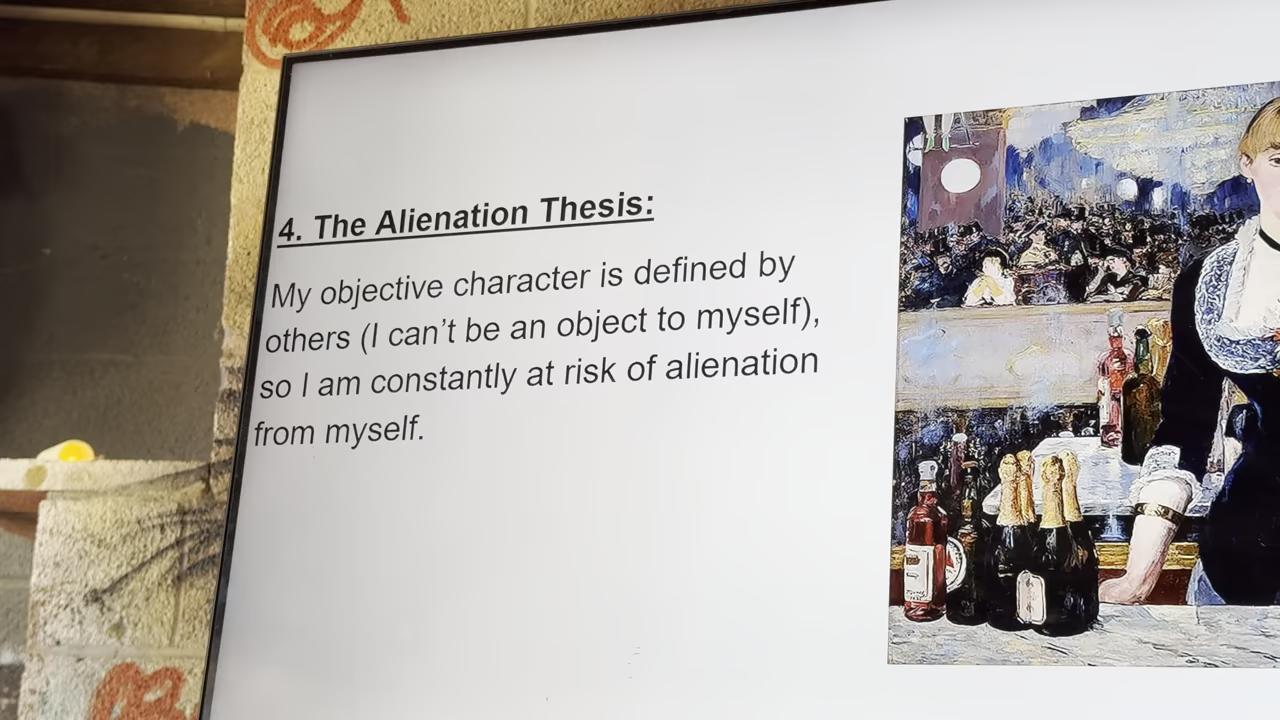 4. The Alienation Thesis:
My objective character is defined by
others (I can't be an object to myself),
so I am constantly at risk of alienation
from myself.